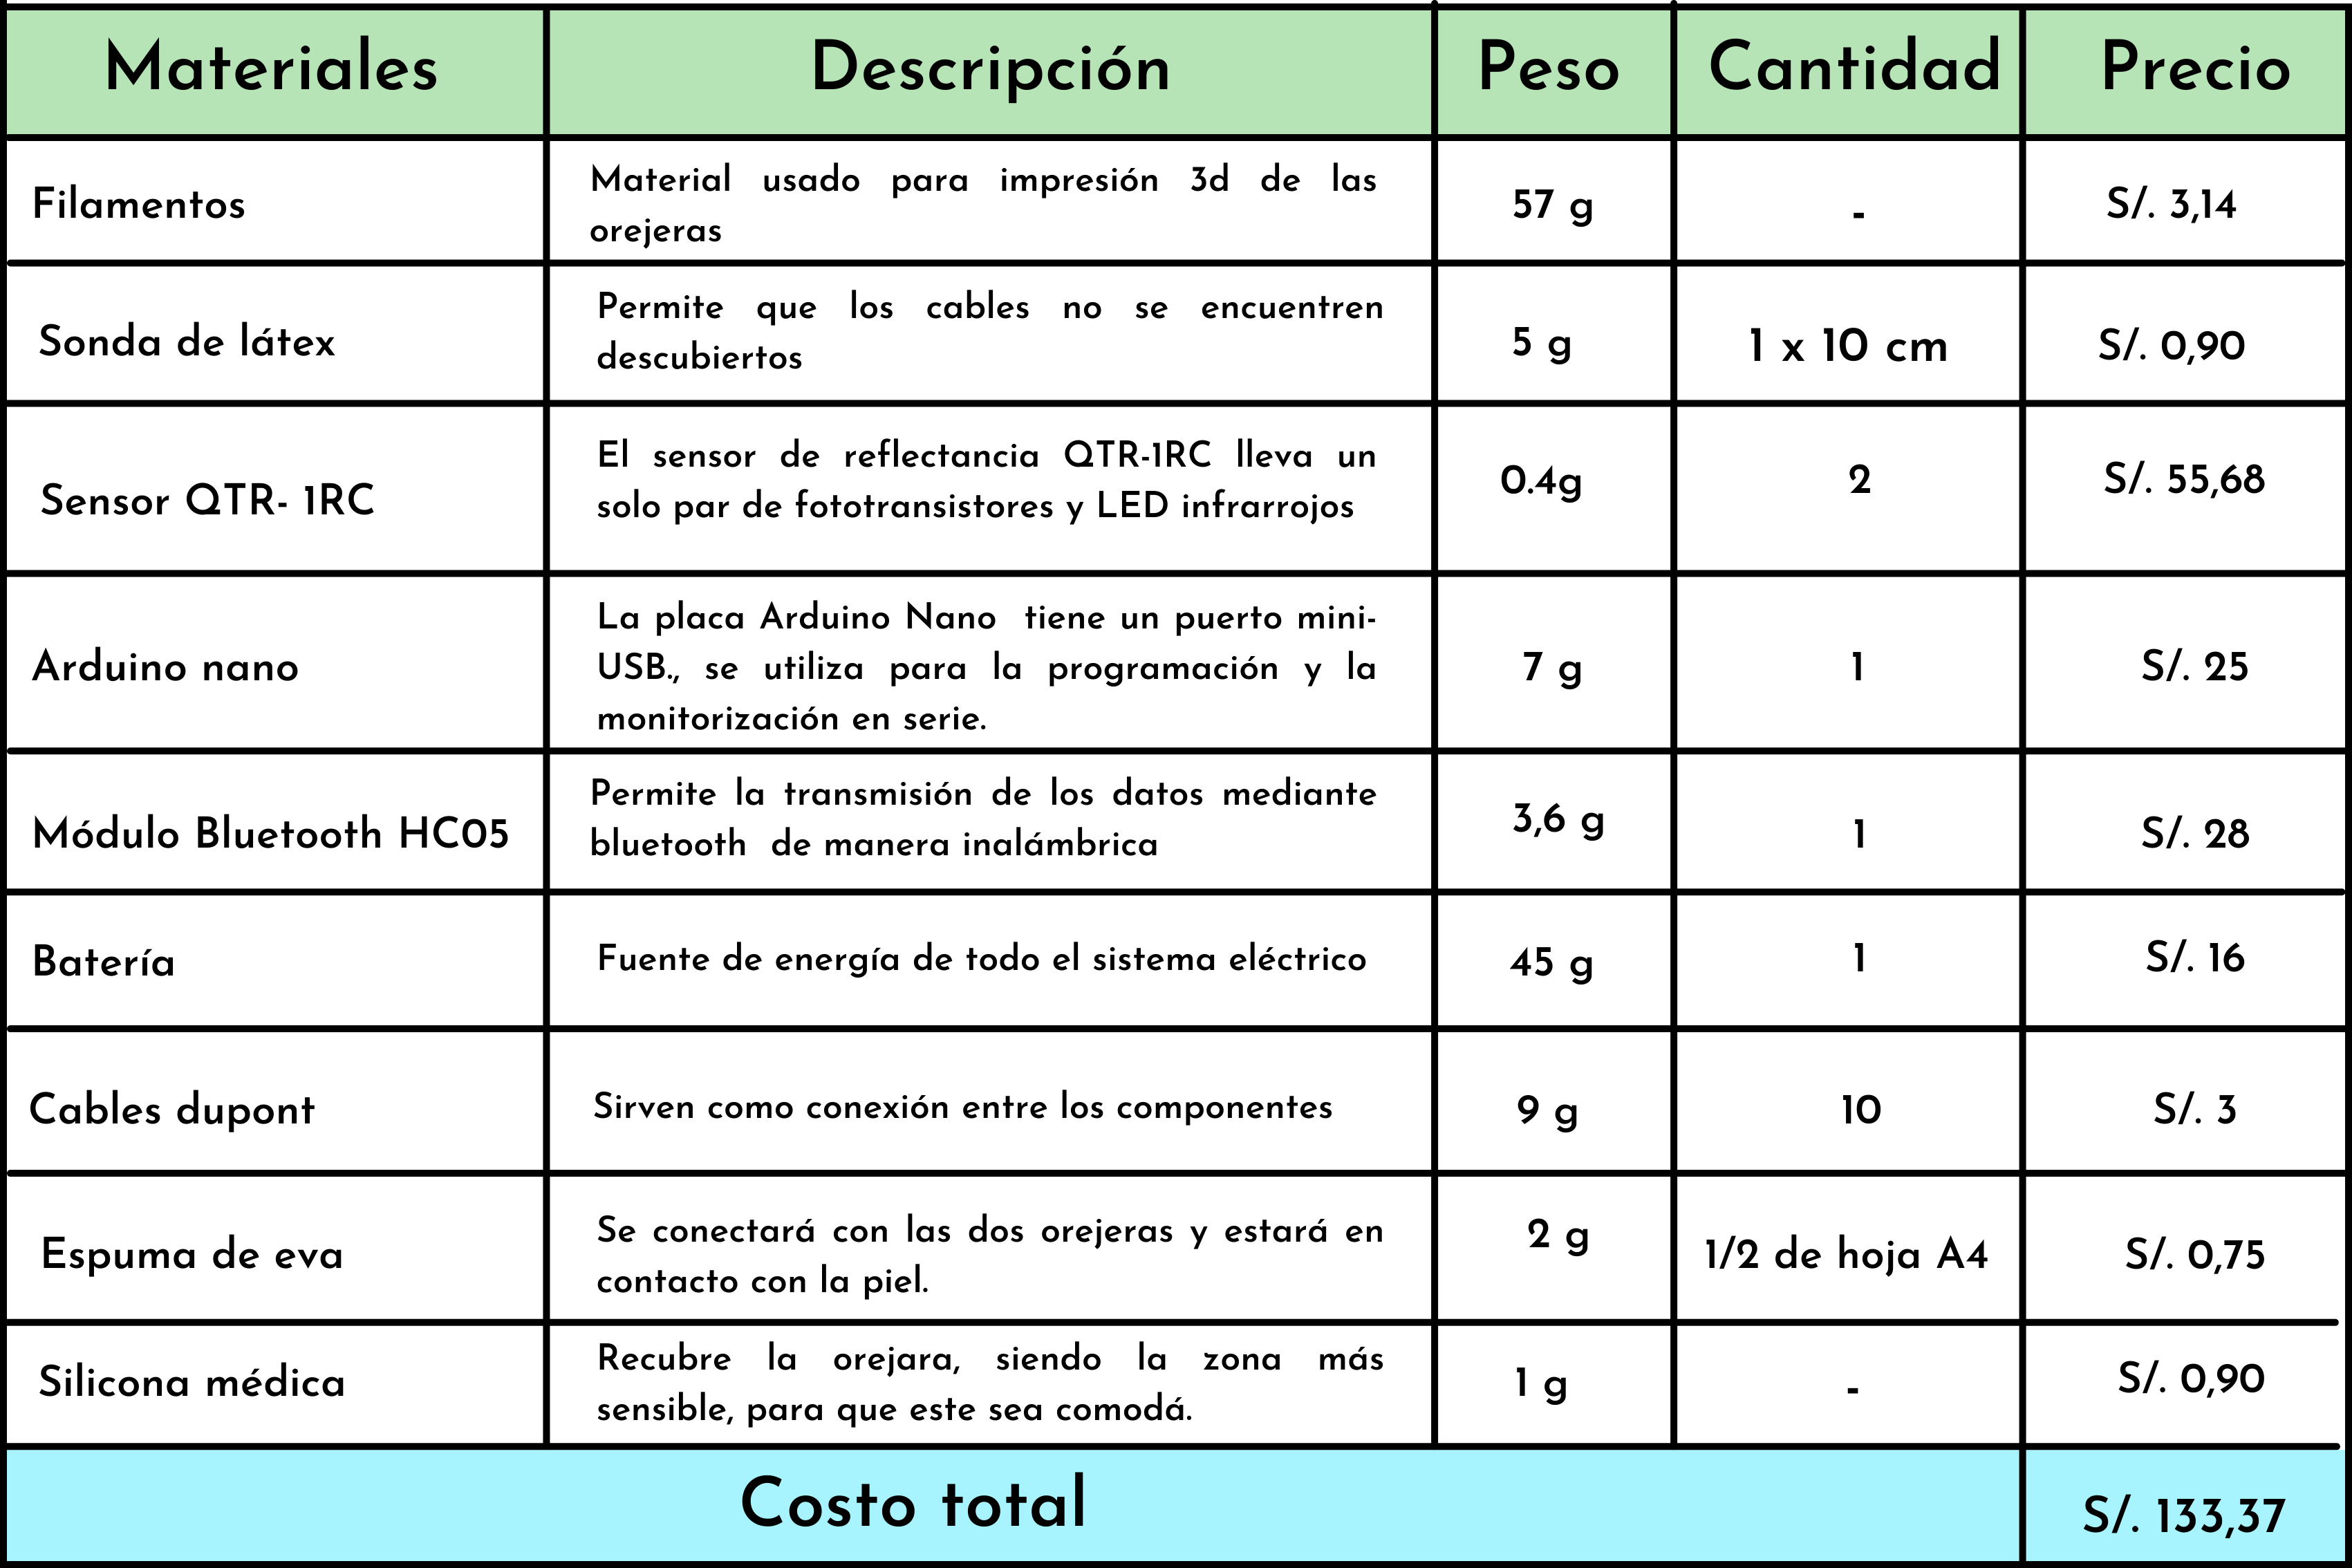 Materiales Descripción Peso Cantidad Precio
Filamentos
Material usado para impresión 3d de las
orejeras
57 g
-
S/. 3,14
Sonda de látex
Permite que los cables no se encuentren
descubiertos
5 g
1 x 10 cm
S/. 0,90
Sensor QTR- 1RC
El sensor de reflectancia QTR-1RC lleva un
solo par de fototransistores y LED infrarrojos
0.4g
2
S/. 55,68
Arduino nano
La placa Arduino Nano tiene un puerto mini-
USB., se utiliza para la programación y la
monitorización en serie.
7 g
1
S/. 25
Módulo Bluetooth HC05
Permite la transmisión de los datos mediante
bluetooth de manera inalámbrica
3,6 g
1
S/. 28
Batería
Fuente de energía de todo el sistema eléctrico
45 g
1
S/. 16
Cables dupont
Sirven como conexión entre los componentes
9 g
10
S/. 3
Espuma de eva
Se conectará con las dos orejeras y estará en
contacto con la piel.
2 g
1/2 de hoja A4
S/. 0,75
Silicona médica
Recubre la orejara, siendo la zona más
sensible, para que este sea comodá.
1 g
-
S/. 0,90
Costo total
S/. 133,37